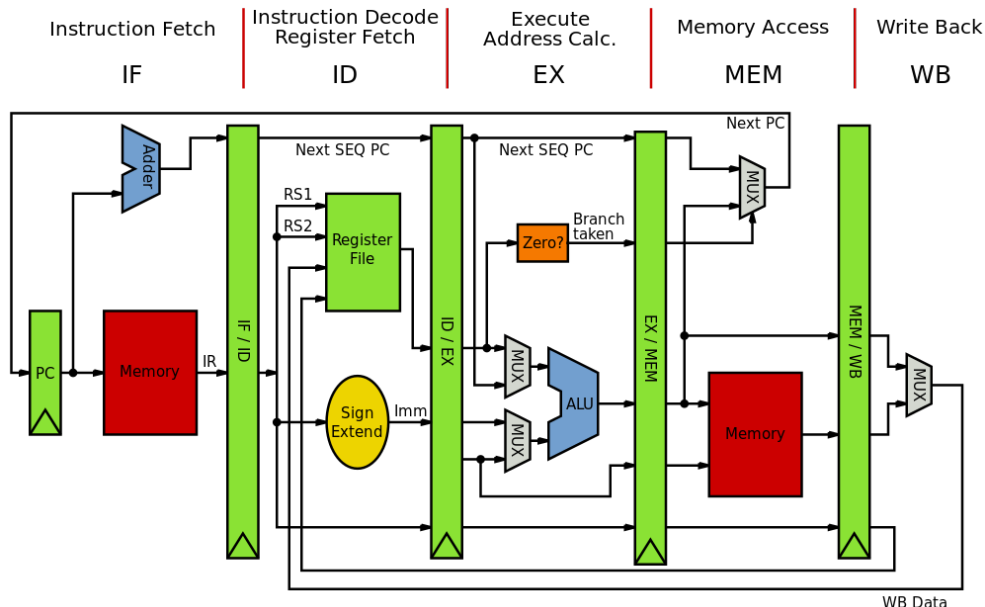 Instruction Fetch
Instruction Decode
Register Fetch
Execute
Address Calc.
Memory Access
Write Back
IF
ID
EX
MEM
WB
Next PC
Adder
Next SEQ PC
Next SEQ PC
MUX
RS1
RS2
Register
File
Branch
taken
Zero?
IF / ID
ID / EX
EX / MEM
MEM / WB
PC
Memory
IR
MUX
ALU
MUX
Sign
Extend
Imm
Memory
MUX
WB Data